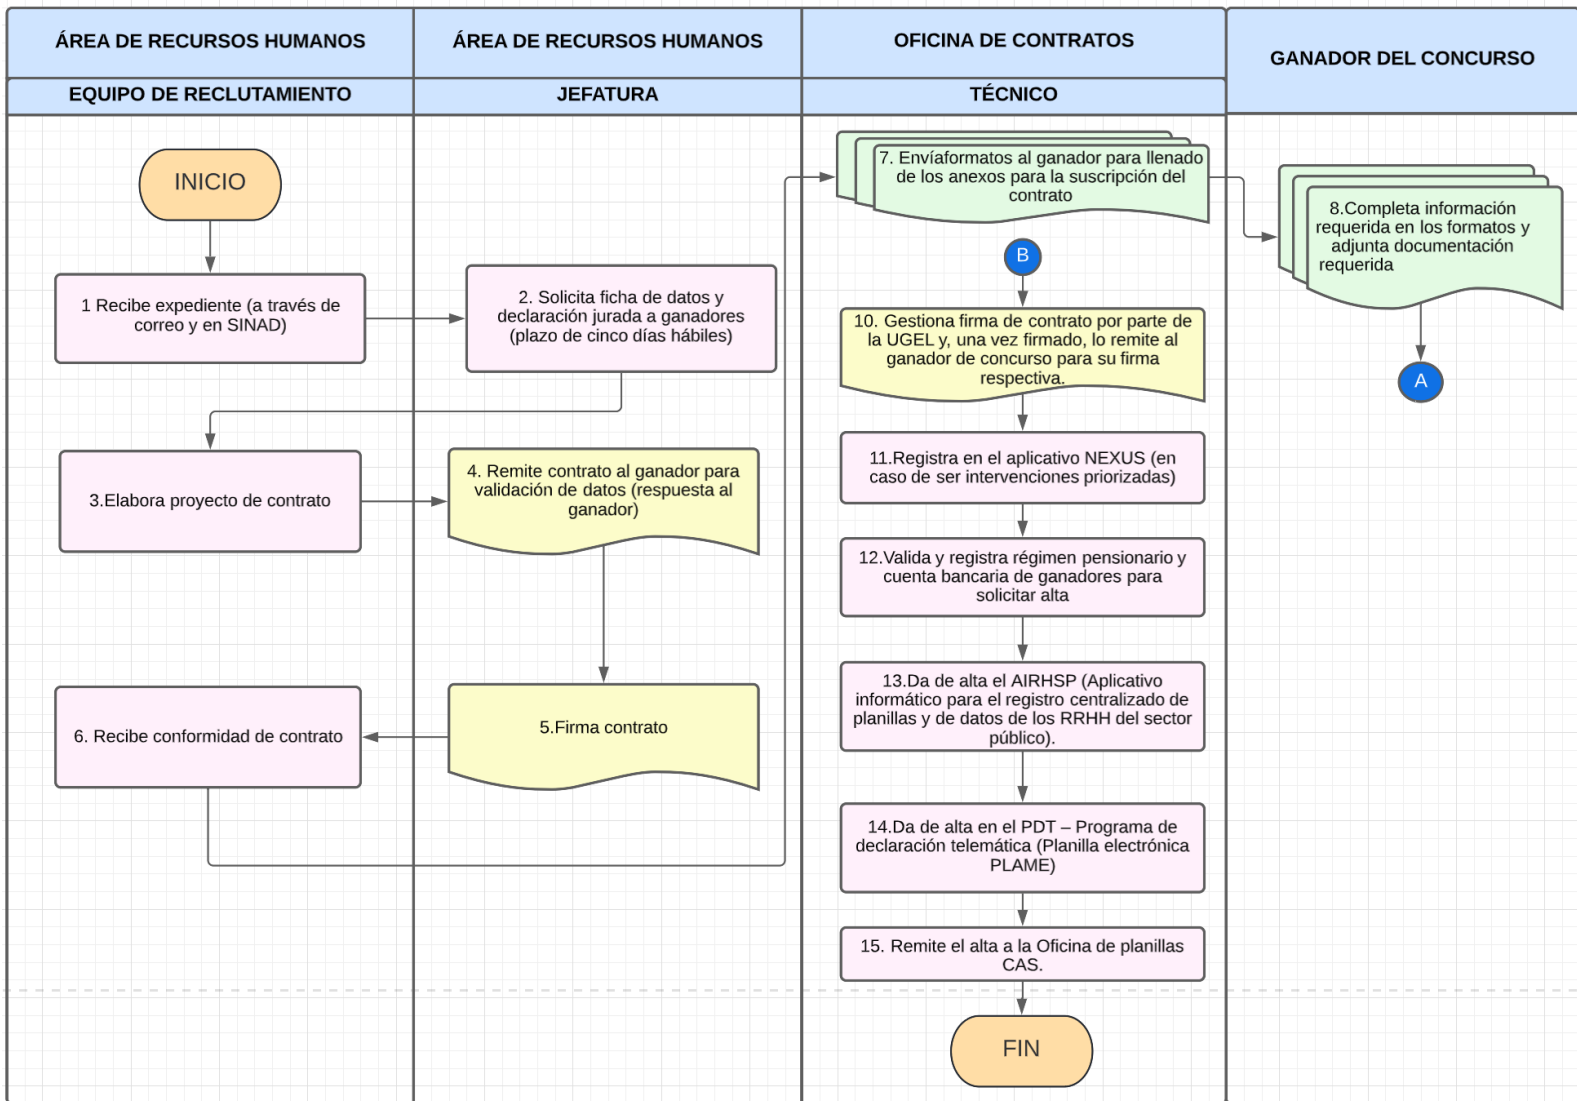 ÁREA DE RECURSOS HUMANOS
EQUIPO DE RECLUTAMIENTO
ÁREA DE RECURSOS HUMANOS
JEFATURA
OFICINA DE CONTRATOS
TÉCNICO
GANADOR DEL CONCURSO
INICIO
1 Recibe expediente (a través de
correo y en SINAD)
2. Solicita ficha de datos y
declaración jurada a ganadores
(plazo de cinco días hábiles)
3.Elabora proyecto de contrato
4. Remite contrato al ganador para
validación de datos (respuesta al
ganador)
5.Firma contrato
6. Recibe conformidad de contrato
7. Envíaformatos al ganador para llenado
de los anexos para la suscripción del
contrato
8.Completa información
requerida en los formatos y
adjunta documentación
requerida
A
B
10. Gestiona firma de contrato por parte de
la UGEL y, una vez firmado, lo remite al
ganador de concurso para su firma
respectiva.
11.Registra en el aplicativo NEXUS (en
caso de ser intervenciones priorizadas)
12.Valida y registra régimen pensionario y
cuenta bancaria de ganadores para
solicitar alta
13.Da de alta el AIRHSP (Aplicativo
informático para el registro centralizado de
planillas y de datos de los RRHH del sector
público).
14.Da de alta en el PDT – Programa de
declaración telemática (Planilla electrónica
PLAME)
15. Remite el alta a la Oficina de planillas
CAS.
FIN